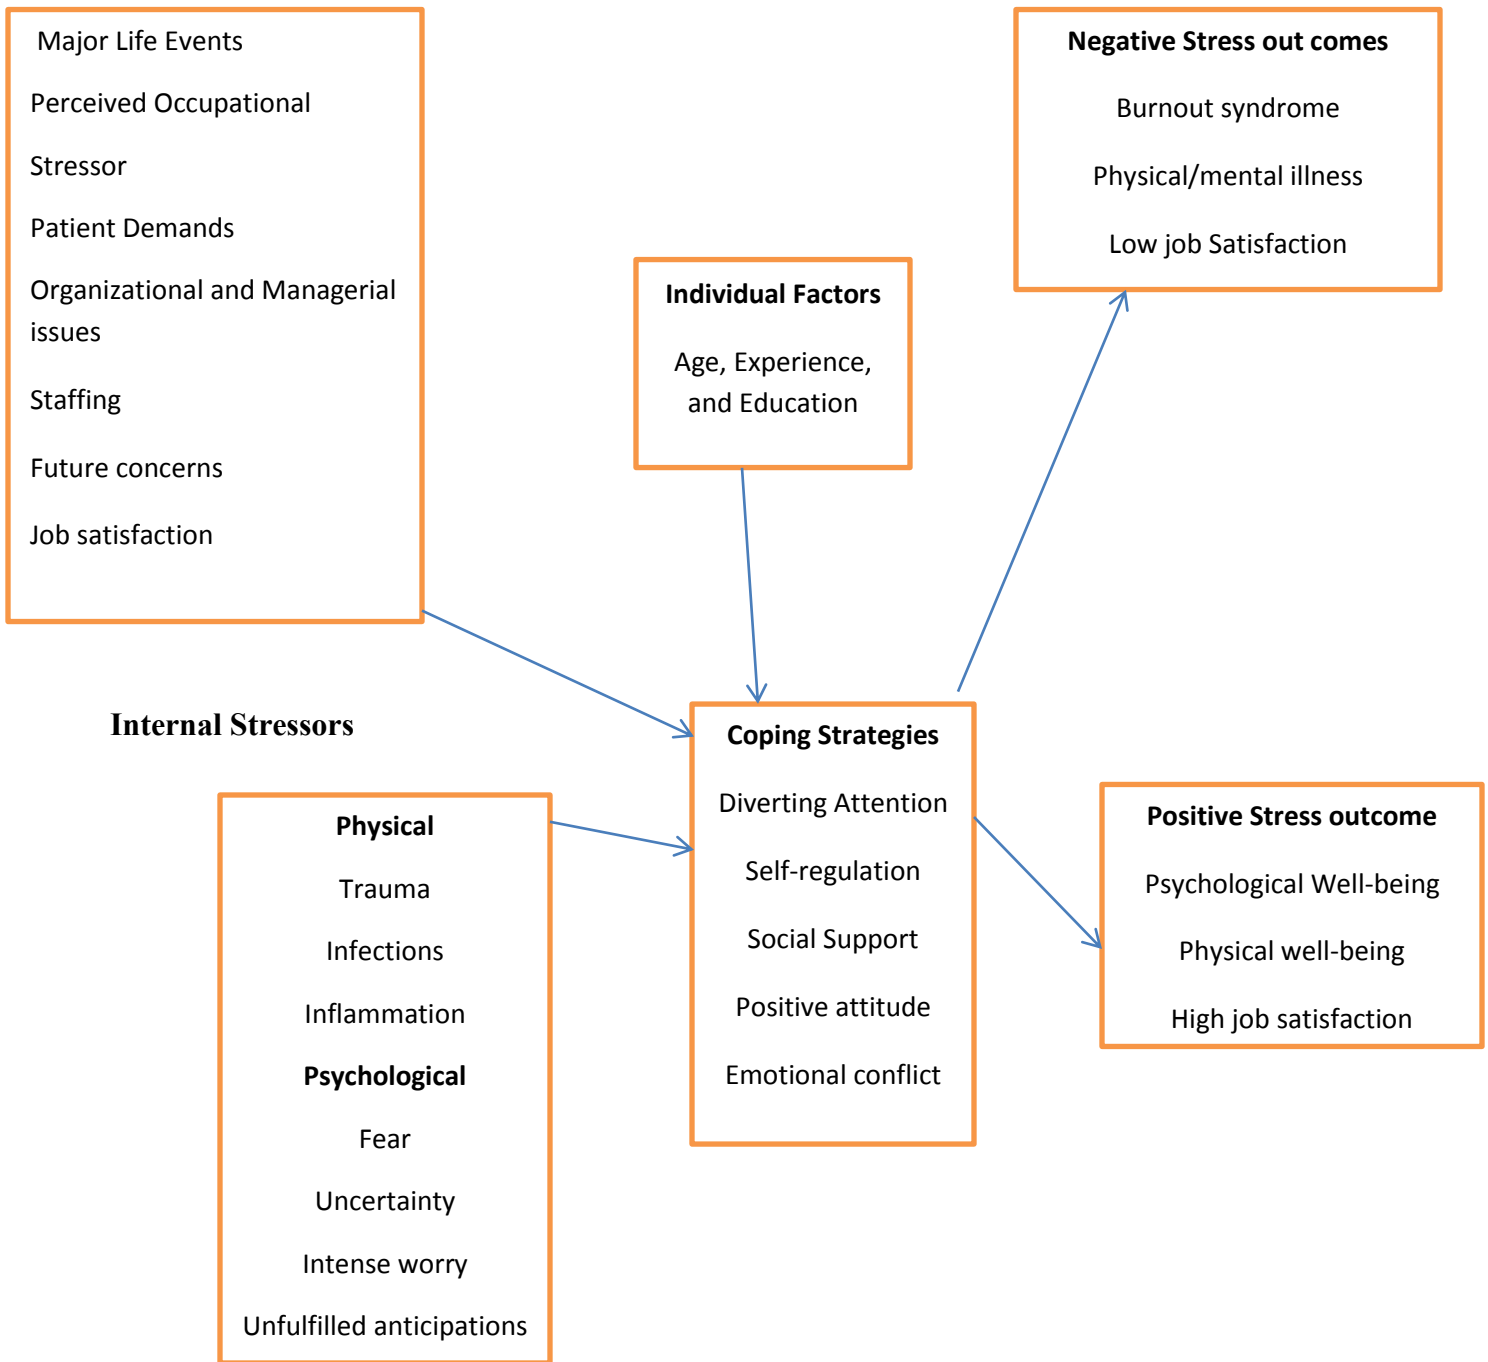 Major Life Events
Perceived Occupational
Stressor
Patient Demands
Organizational and Managerial
issues
Staffing
Future concerns
Job satisfaction
Individual Factors
Age, Experience,
and Education
Negative Stress out comes
Burnout syndrome
Physical/mental illness
Low job Satisfaction
Internal Stressors
Physical
Trauma
Infections
Inflammation
Psychological
Fear
Uncertainty
Intense worry
Unfulfilled anticipations
Coping Strategies
Diverting Attention
Self-regulation
Social Support
Positive attitude
Emotional conflict
Positive Stress outcome
Psychological Well-being
Physical well-being
High job satisfaction